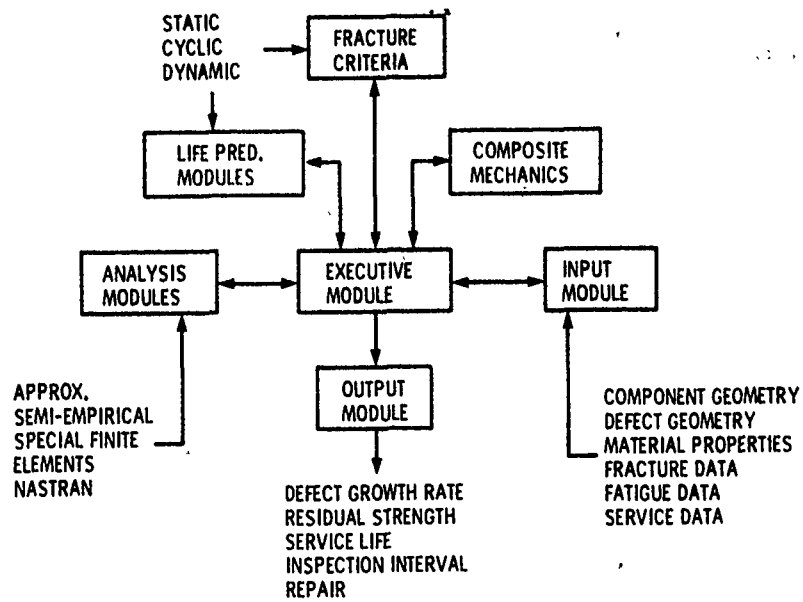 STATIC
CYCLIC
DYNAMIC
FRACTURE
CRITERIA
LIFE PRED.
MODULES
COMPOSITE
MECHANICS
ANALYSIS
MODULES
EXECUTIVE
MODULE
INPUT
MODULE
OUTPUT
MODULE
APPROX.
SEMI-EMPIRICAL
SPECIAL FINITE
ELEMENTS
NASTRAN
COMPONENT GEOMETRY
DEFECT GEOMETRY
MATERIAL PROPERTIES
FRACTURE DATA
FATIGUE DATA
SERVICE DATA
DEFECT GROWTH RATE
RESIDUAL STRENGTH
SERVICE LIFE
INSPECTION INTERVAL
REPAIR